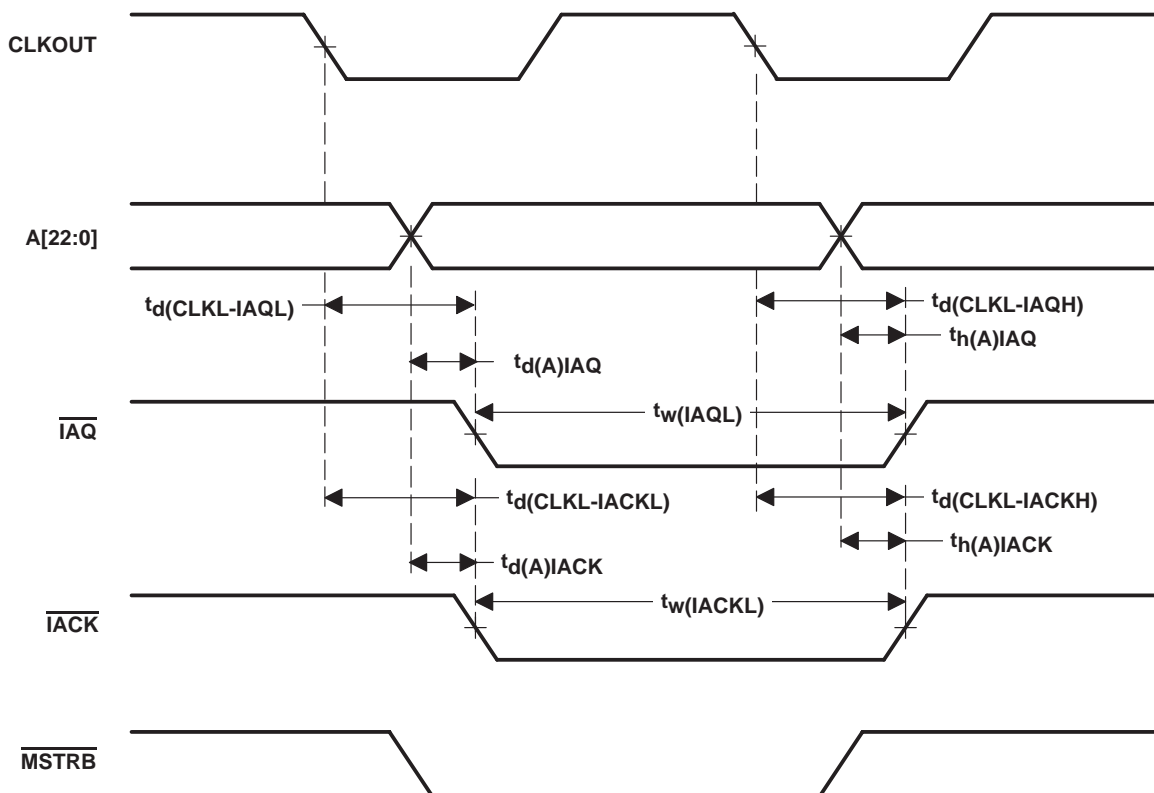 CLKOUT
A[22:0]
td(CLKL-IAQL)
td(CLKL-IAQH)
th(A)IAQ
td(A)IAQ
tw(IAQL)
IAQ
td(CLKL-IACKL)
td(CLKL-IACKH)
th(A)IACK
td(A)IACK
tw(IACKL)
IACK
MSTRB